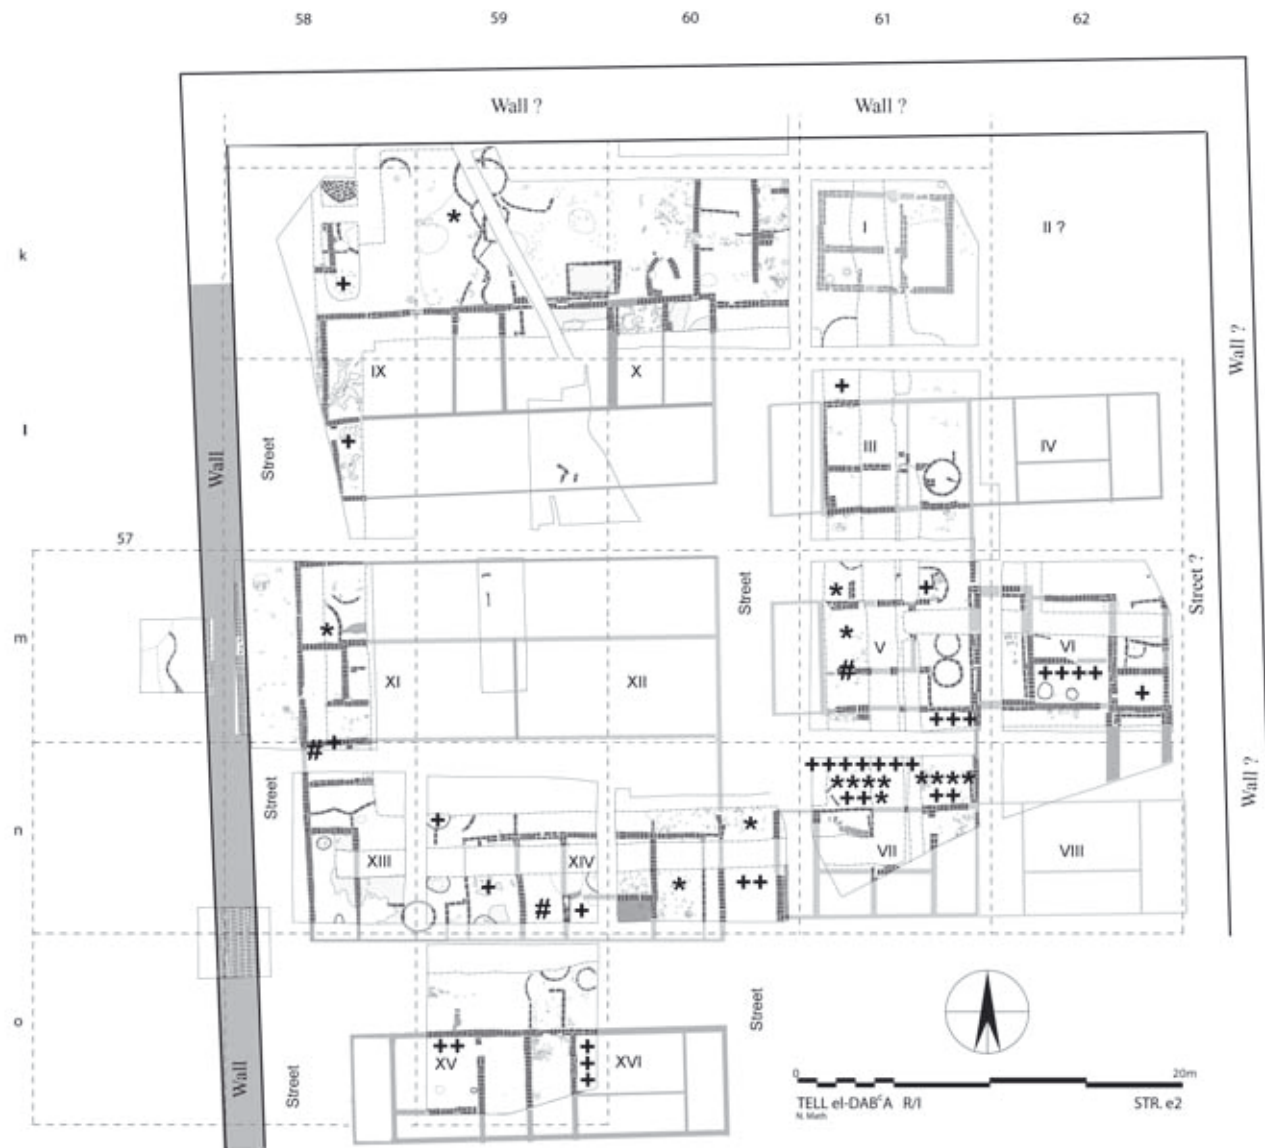 58 59 60 61 62
Wall ? Wall ?
*
k
I II ?
+
Wall ?
IX X
+
l
Street
+
III IV
Wall
57
Street
* +
Street ?
m
*
*
V VI
XI XII
#
++++
+
Street
+++
# +
+++++++
**** ****
++* ++
Wall ?
n
+
*
XIII XIV
VII VIII
+
*
++
#
+
o
Street
++
+
+
+
XV XVI
Wall
Street
0 20m
TELL el-DABᶜA R/I STR. e2
N. Math